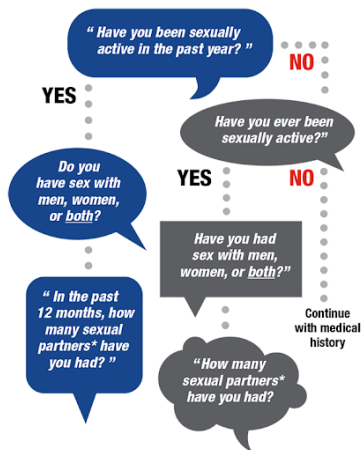 “ Have you been sexually
active in the past year? ”
NO
YES
Have you ever been
sexually active?”
Do you
have sex with
men, women,
or both?
YES
NO
Have you had
sex with men,
women, or both?”
“ In the past
12 months, how
many sexual
partners* have
you had? ”
Continue
with medical
history
“How many
sexual partners*
have you had?